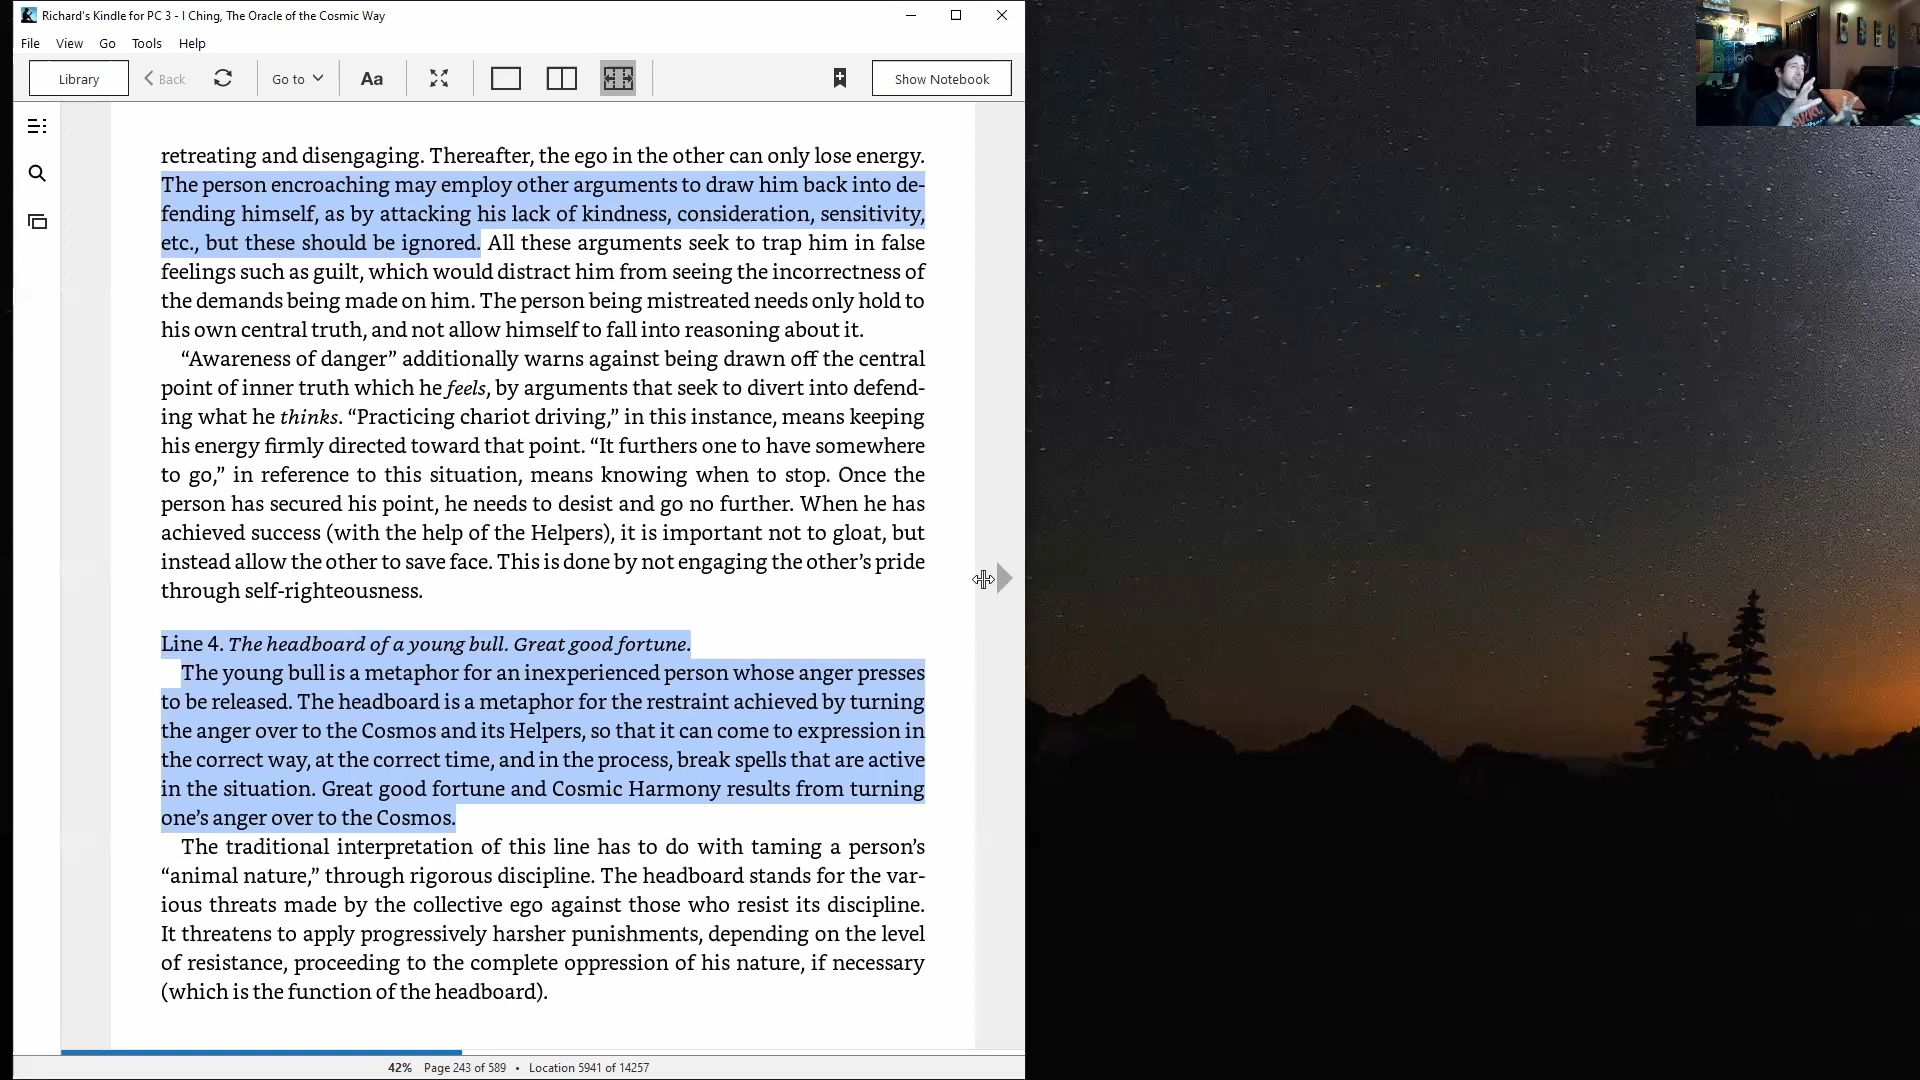 Richard's Kindle for PC 3 - I Ching, The Oracle of the Cosmic Way
File View Go Tools Help
Library Back Go to Aa Show Notebook
retreating and disengaging. Thereafter, the ego in the other can only lose energy.
The person encroaching may employ other arguments to draw him back into de-
fending himself, as by attacking his lack of kindness, consideration, sensitivity,
etc., but these should be ignored. All these arguments seek to trap him in false
feelings such as guilt, which would distract him from seeing the incorrectness of
the demands being made on him. The person being mistreated needs only hold to
his own central truth, and not allow himself to fall into reasoning about it.
“Awareness of danger” additionally warns against being drawn off the central
point of inner truth which he feels, by arguments that seek to divert into defend-
ing what he thinks. “Practicing chariot driving,” in this instance, means keeping
his energy firmly directed toward that point. “It furthers one to have somewhere
to go,” in reference to this situation, means knowing when to stop. Once the
person has secured his point, he needs to desist and go no further. When he has
achieved success (with the help of the Helpers), it is important not to gloat, but
instead allow the other to save face. This is done by not engaging the other’s pride
through self-righteousness.
Line 4. The headboard of a young bull. Great good fortune.
The young bull is a metaphor for an inexperienced person whose anger presses
to be released. The headboard is a metaphor for the restraint achieved by turning
the anger over to the Cosmos and its Helpers, so that it can come to expression in
the correct way, at the correct time, and in the process, break spells that are active
in the situation. Great good fortune and Cosmic Harmony results from turning
one’s anger over to the Cosmos.
The traditional interpretation of this line has to do with taming a person’s
“animal nature,” through rigorous discipline. The headboard stands for the var-
ious threats made by the collective ego against those who resist its discipline.
It threatens to apply progressively harsher punishments, depending on the level
of resistance, proceeding to the complete oppression of his nature, if necessary
(which is the function of the headboard).
42% Page 243 of 589 • Location 5941 of 14257